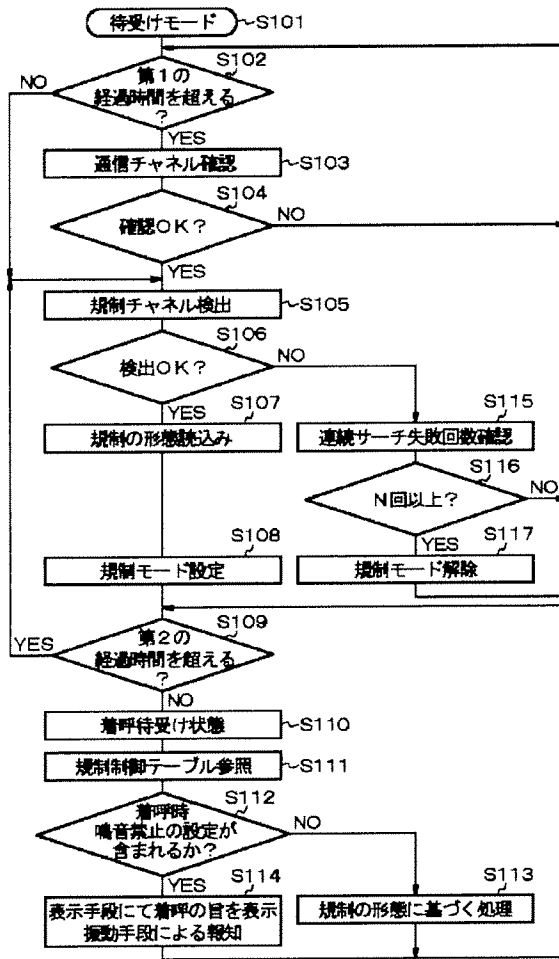 待受けモード S101
S102
第1の
経過時間を超える
?
NO
YES
通信チャネル確認 S103
S104
確認OK?
NO
YES
規制チャネル検出 S105
S106
検出OK?
NO
YES
S107
規制の形態読込み
S115
連続サーチ失敗回数確認
S116
N回以上?
NO
YES
S108
規制モード設定
S117
規制モード解除
S109
第2の
経過時間を超える
?
YES
NO
着呼待受け状態 S110
規制制御テーブル参照 S111
S112
着呼時
鳴音禁止の設定が
含まれるか?
NO
YES
S114
表示手段にて着呼の旨を表示
振動手段による報知
S113
規制の形態に基づく処理